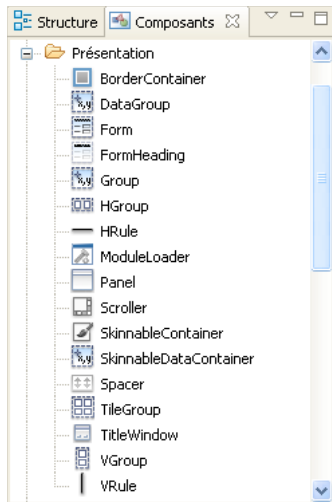 Structure Composants
Présentation
BorderContainer
DataGroup
Form
FormHeading
Group
HGroup
HRule
ModuleLoader
Panel
Scroller
SkinnableContainer
SkinnableDataContainer
Spacer
TileGroup
TitleWindow
VGroup
VRule